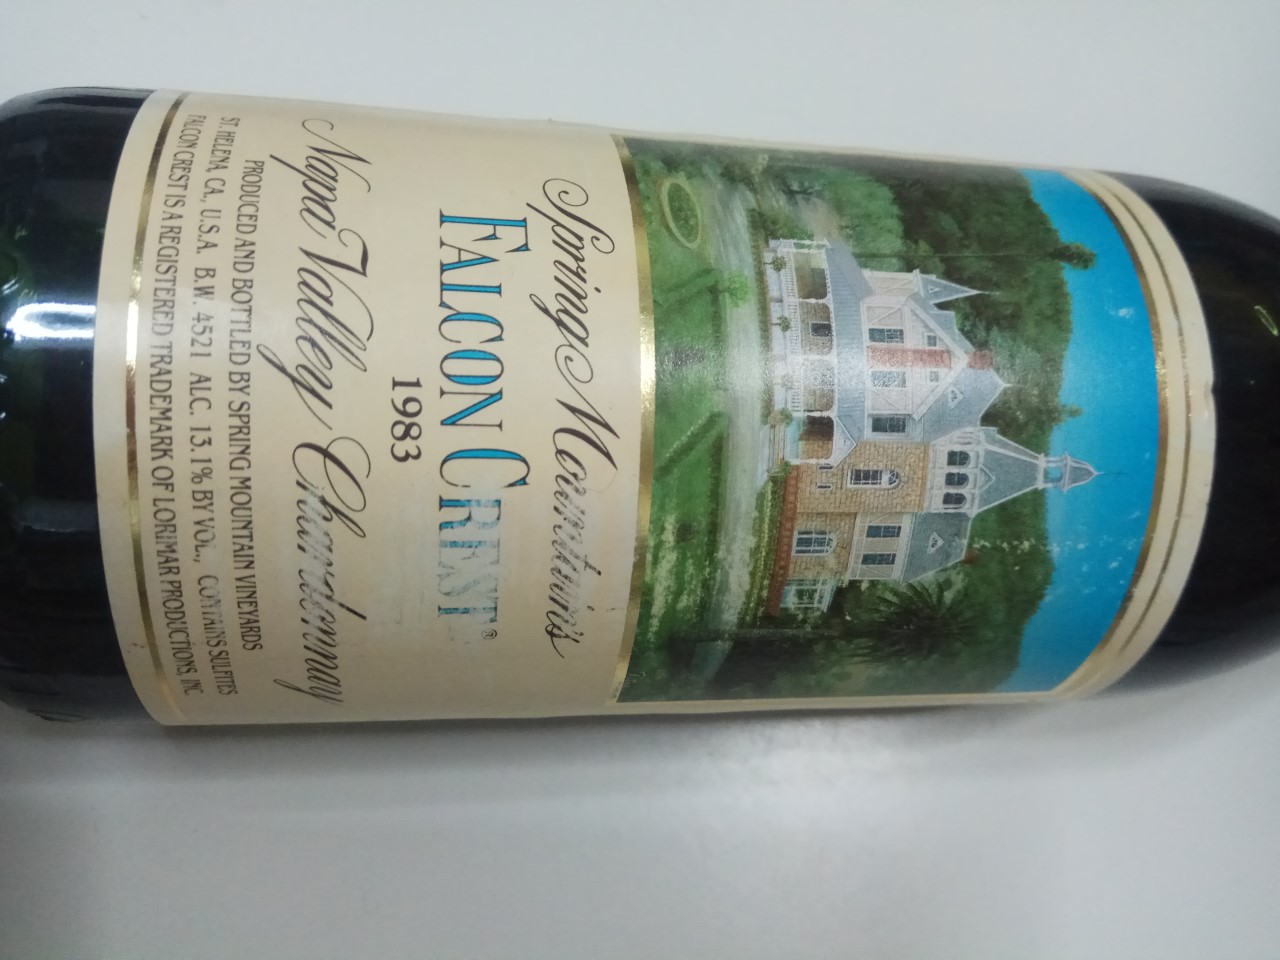 Spring Mountain's
FALCON CREST®
1983
Napa Valley Chardonnay
PRODUCED AND BOTTLED BY SPRING MOUNTAIN VINEYARDS
ST. HELENA, CA., U.S.A. B.W. 4521 ALC. 13.1% BY VOL., CONTAINS SULFITES
FALCON CREST IS A REGISTERED TRADEMARK OF LORIMAR PRODUCTIONS, INC.